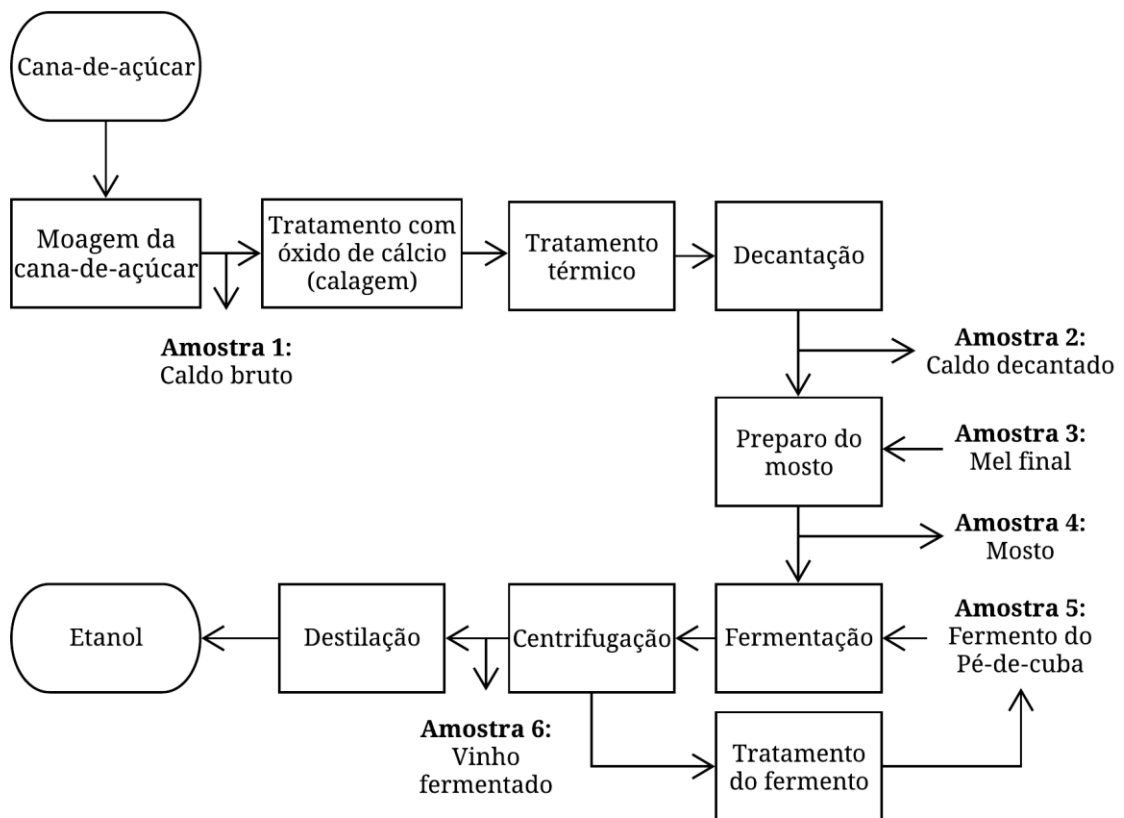 Cana-de-açúcar
Moagem da
cana-de-açúcar
Tratamento com
óxido de cálcio
(calagem)
Tratamento
térmico
Decantação
Amostra 1:
Caldo bruto
Amostra 2:
Caldo decantado
Preparo do
mosto
Amostra 3:
Mel final
Amostra 4:
Mosto
Etanol
Destilação
Centrifugação
Fermentação
Amostra 5:
Fermento do
Pé-de-cuba
Amostra 6:
Vinho
fermentado
Tratamento
do fermento